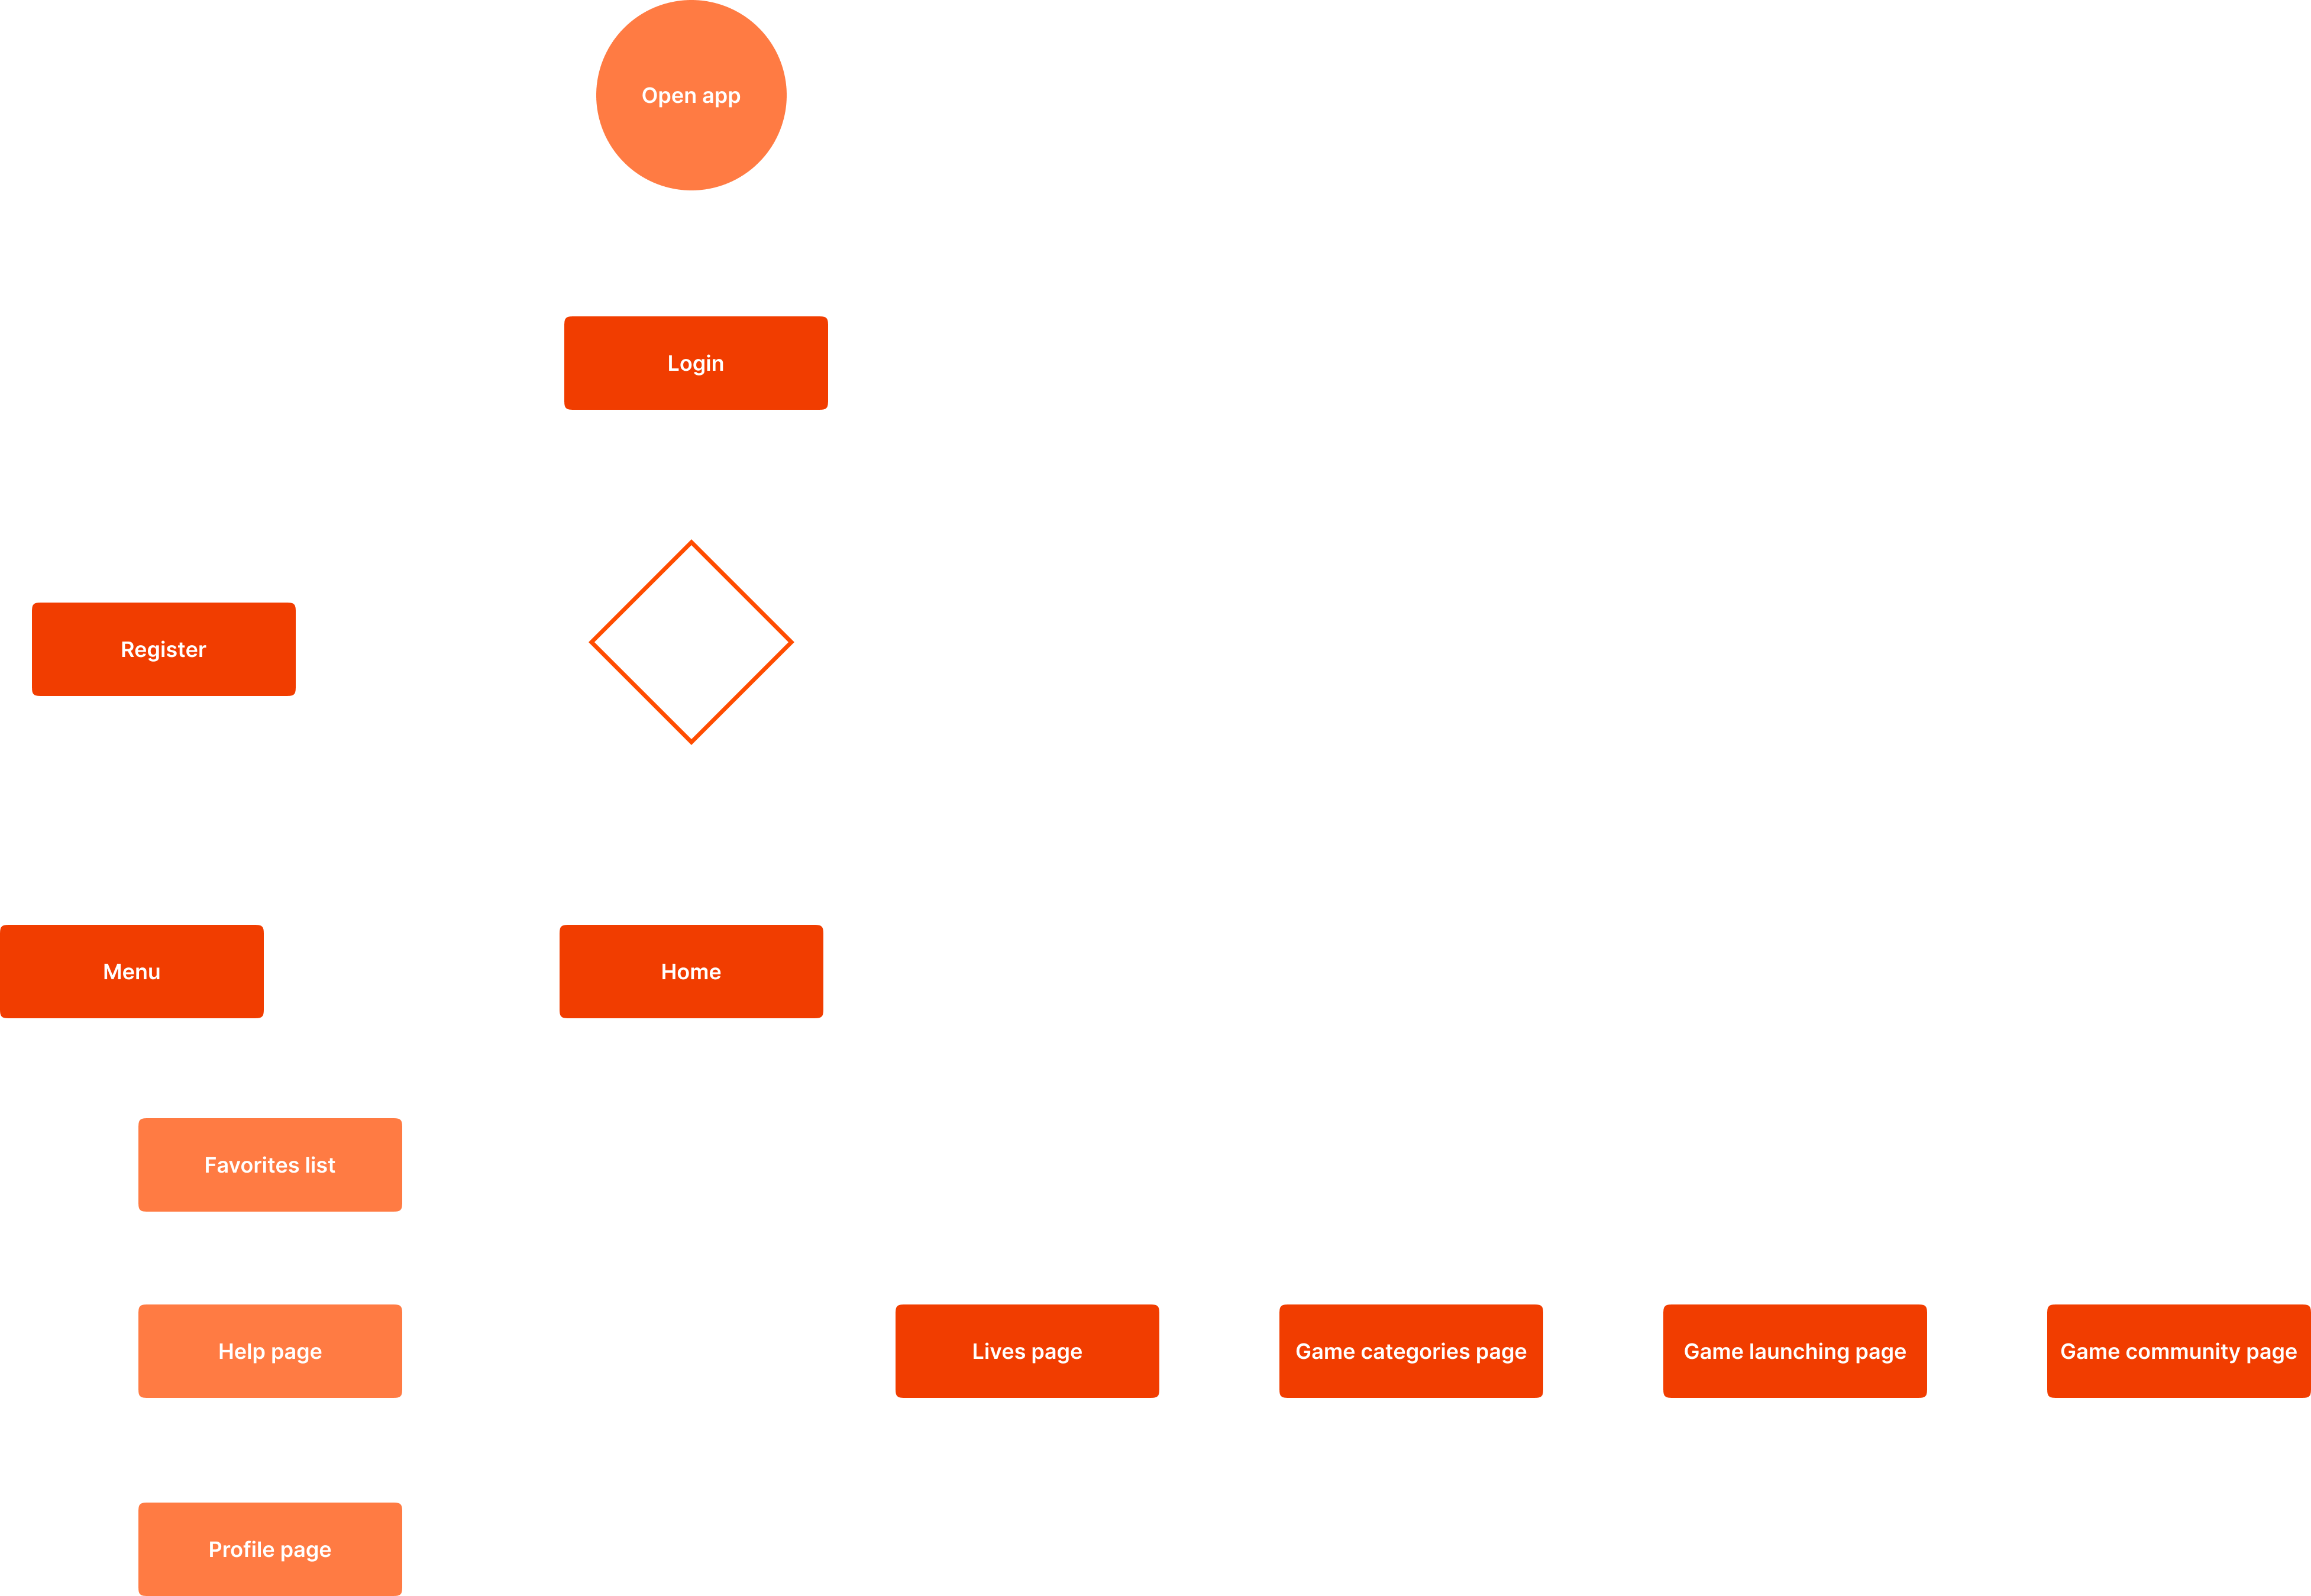 Open app
Login
Register
Menu
Home
Favorites list
Help page
Lives page
Game categories page
Game launching page
Game community page
Profile page